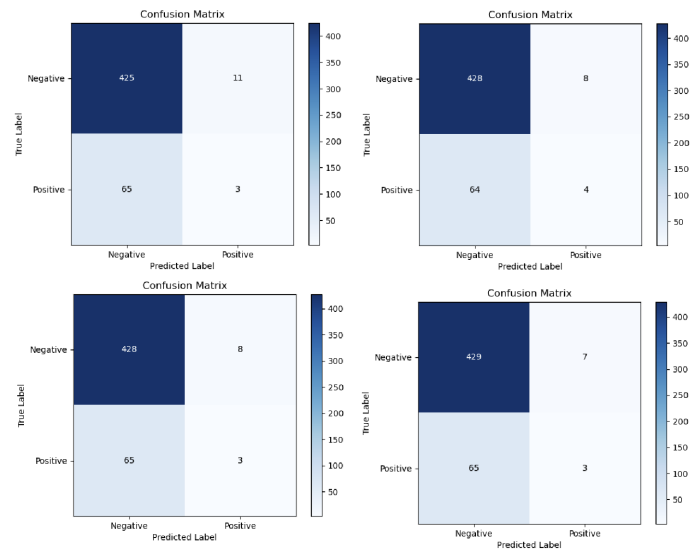 Confusion Matrix
True Label
Negative
Positive
425 11
65 3
Negative Positive
Predicted Label
400
350
300
250
200
150
100
50
Confusion Matrix
True Label
Negative
Positive
428 8
64 4
Negative Positive
Predicted Label
400
350
300
250
200
150
100
50
Confusion Matrix
True Label
Negative
Positive
428 8
65 3
Negative Positive
Predicted Label
400
350
300
250
200
150
100
50
Confusion Matrix
True Label
Negative
Positive
429 7
65 3
Negative Positive
Predicted Label
400
350
300
250
200
150
100
50